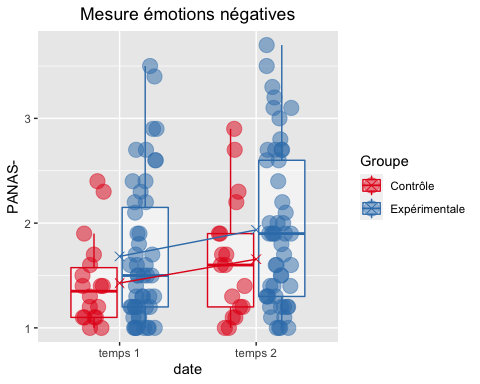 Mesure émotions négatives
PANAS-
3
2
1
temps 1
temps 2
date
Groupe
Contrôle
Expérimentale